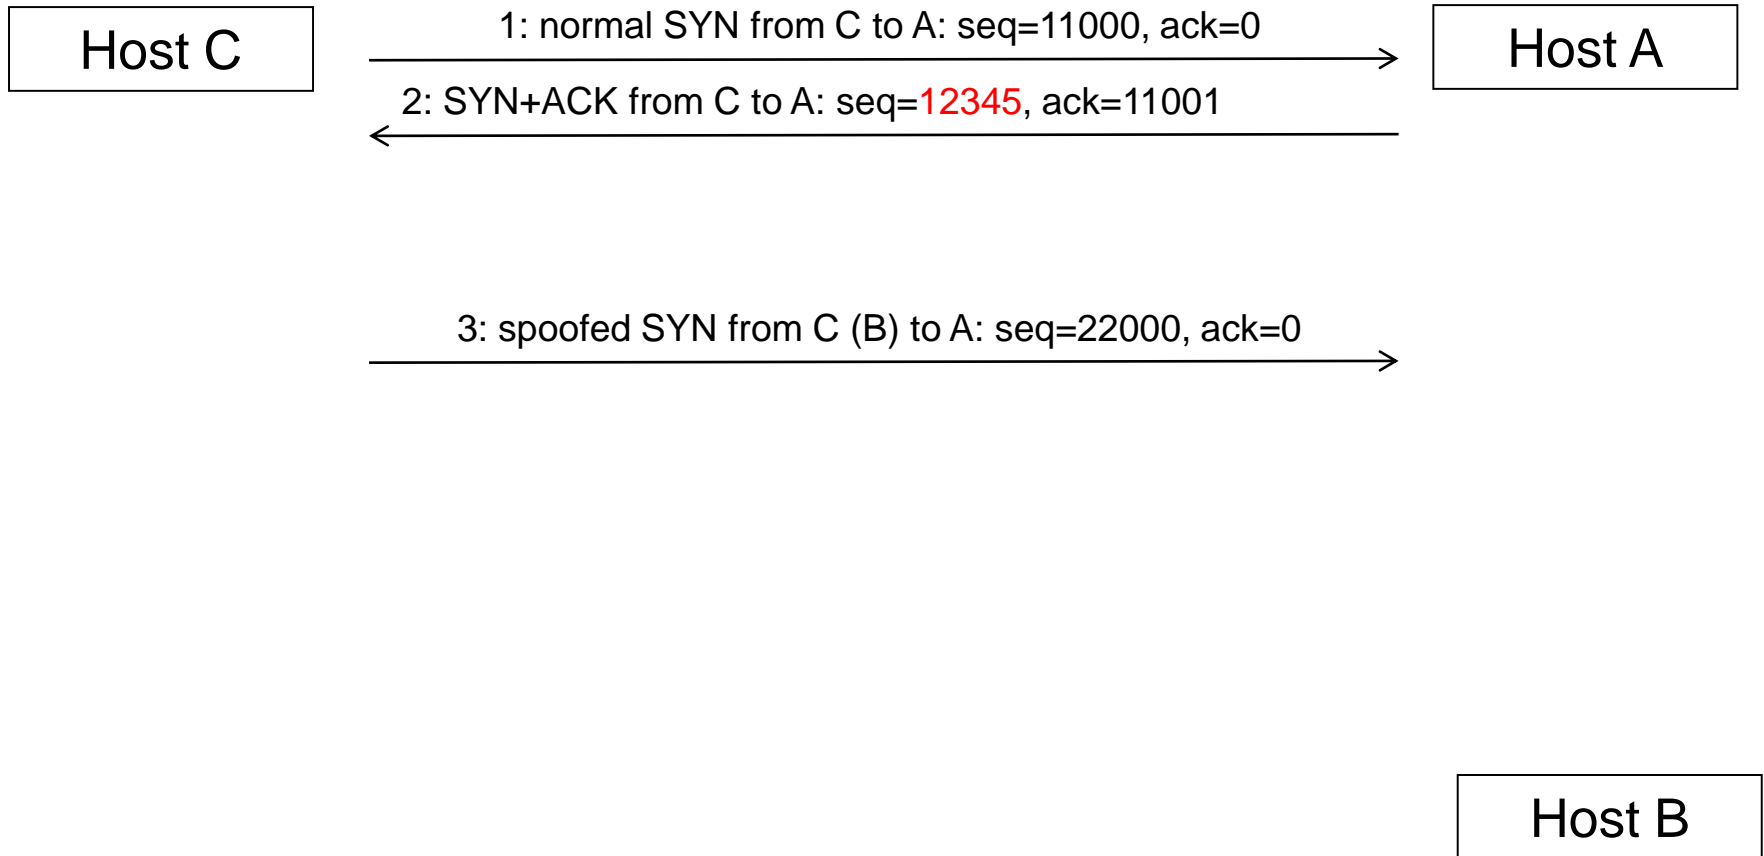 Host C
1: normal SYN from C to A: seq=11000, ack=0
Host A
2: SYN+ACK from C to A: seq=12345, ack=11001
3: spoofed SYN from C (B) to A: seq=22000, ack=0
Host B